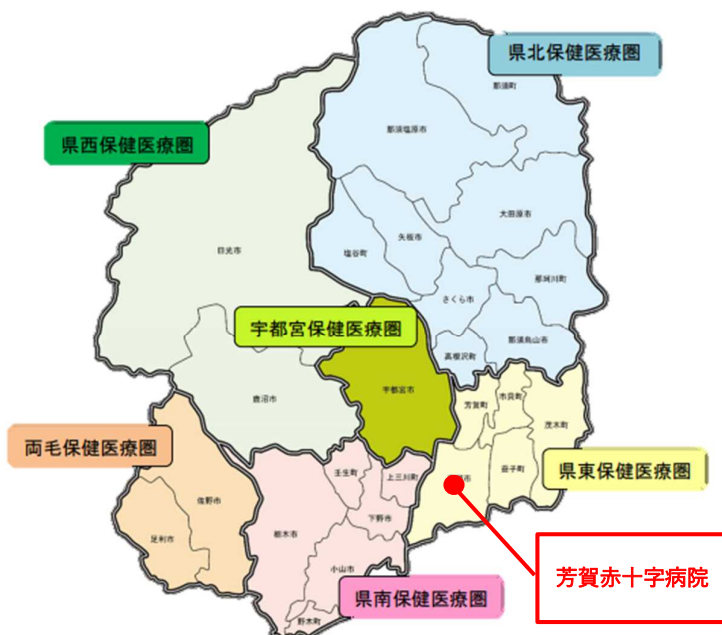 県北保健医療圏
那須町
県西保健医療圏
那須塩原市
大田原市
矢板市
塩谷町
日光市
那珂川町
さくら市
宇都宮保健医療圏
那須烏山市
高根沢町
宇都宮市
鹿沼市
芳賀町
市貝町
茂木町
両毛保健医療圏
壬生町
上三川町
益子町
県東保健医療圏
市
佐野市
下野市
栃木市
足利市
小山市
芳賀赤十字病院
県南保健医療圏
野木町